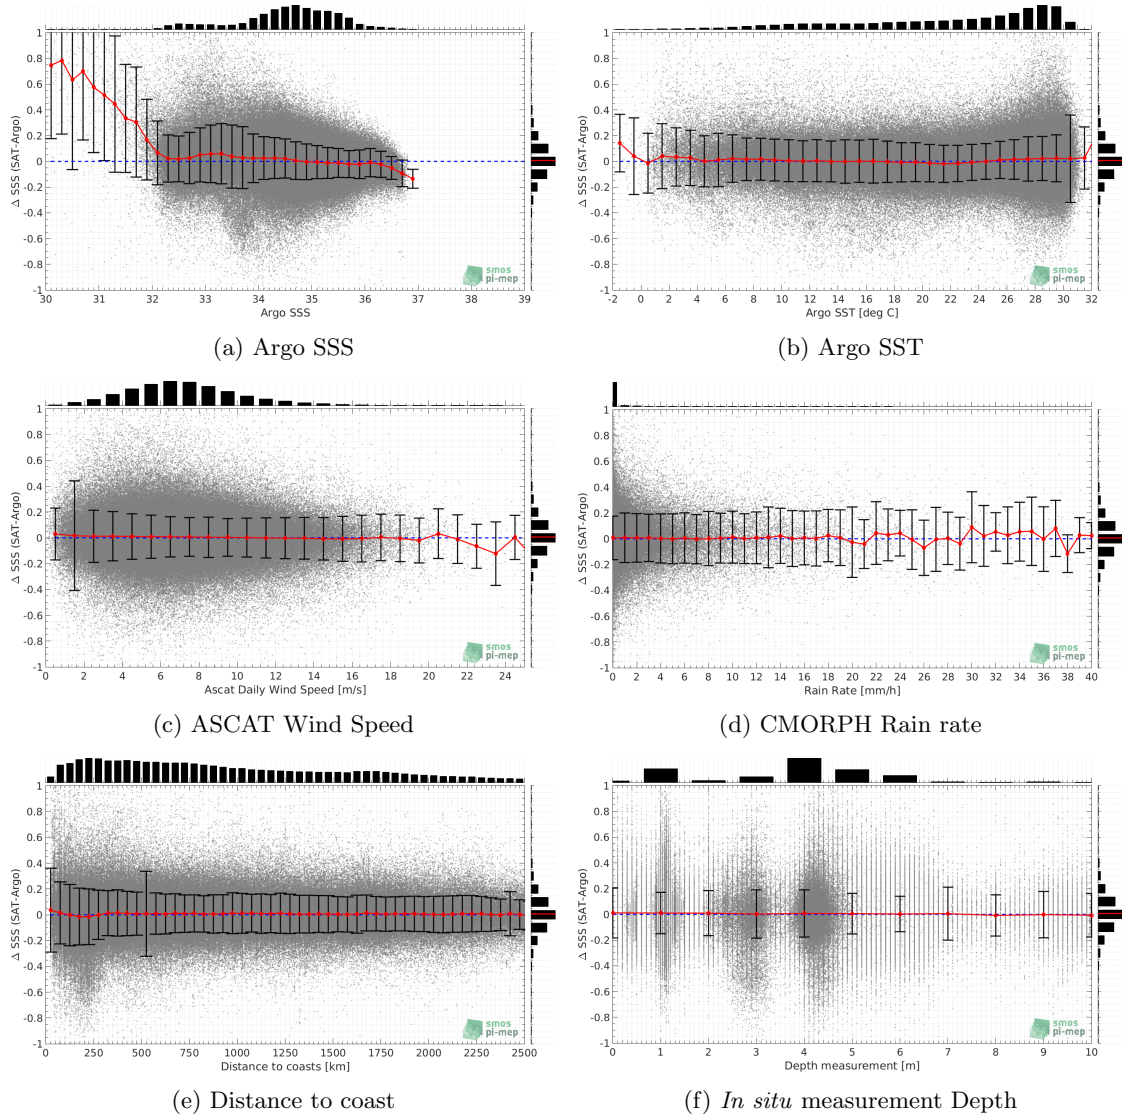 1
0.8
0.6
0.4
0.2
0
-0.2
-0.4
-0.6
-0.8
-1
Δ SSS (SAT-Argo)
30 31 32 33 34 35 36 37 38 39
Argo SSS
smos
pi-mep
(a) Argo SSS
1
0.8
0.6
0.4
0.2
0
-0.2
-0.4
-0.6
-0.8
-1
Δ SSS (SAT-Argo)
-2 0 2 4 6 8 10 12 14 16 18 20 22 24 26 28 30 32
Argo SST [deg C]
smos
pi-mep
(b) Argo SST
1
0.8
0.6
0.4
0.2
0
-0.2
-0.4
-0.6
-0.8
-1
Δ SSS (SAT-Argo)
0 2 4 6 8 10 12 14 16 18 20 22 24
Ascat Daily Wind Speed [m/s]
smos
pi-mep
(c) ASCAT Wind Speed
1
0.8
0.6
0.4
0.2
0
-0.2
-0.4
-0.6
-0.8
-1
Δ SSS (SAT-Argo)
0 2 4 6 8 10 12 14 16 18 20 22 24 26 28 30 32 34 36 38 40
Rain Rate [mm/h]
smos
pi-mep
(d) CMORPH Rain rate
1
0.8
0.6
0.4
0.2
0
-0.2
-0.4
-0.6
-0.8
-1
Δ SSS (SAT-Argo)
0 250 500 750 1000 1250 1500 1750 2000 2250 2500
Distance to coasts [km]
smos
pi-mep
(e) Distance to coast
1
0.8
0.6
0.4
0.2
0
-0.2
-0.4
-0.6
-0.8
-1
Δ SSS (SAT-Argo)
0 1 2 3 4 5 6 7 8 9 10
Depth measurement [m]
smos
pi-mep
(f) In situ measurement Depth